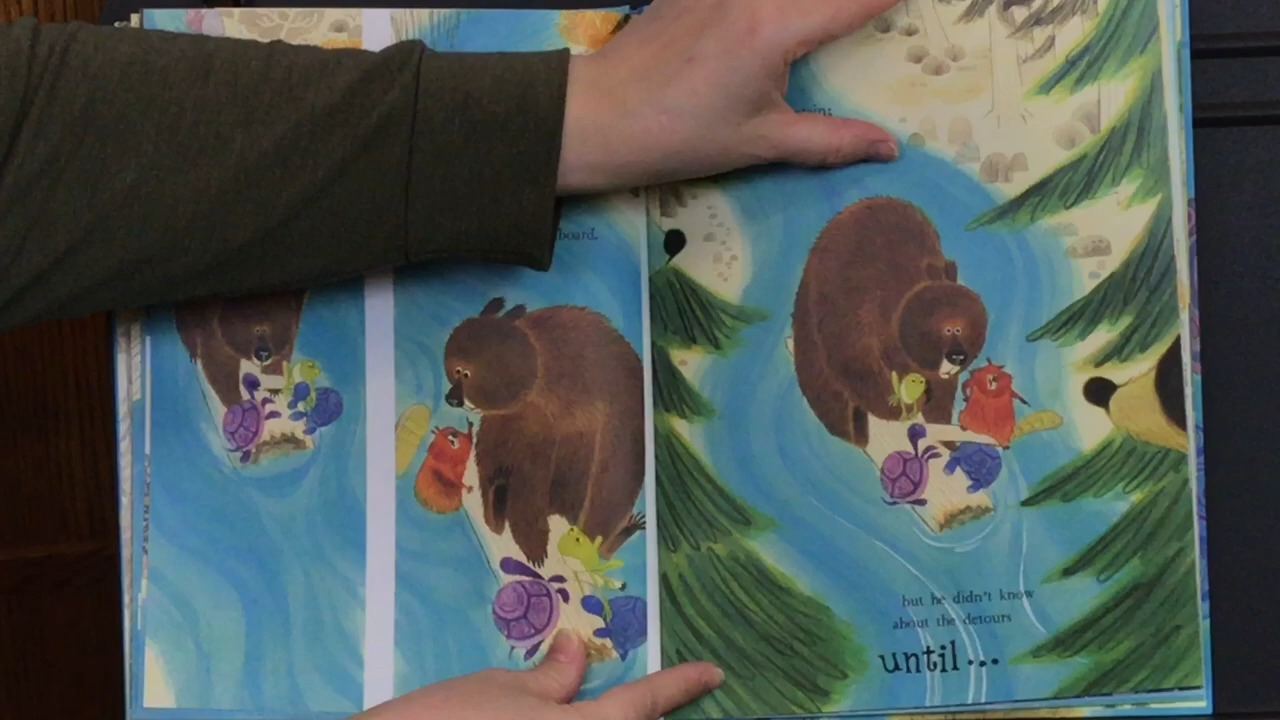 board.
but he didn't know
about the detours
until...